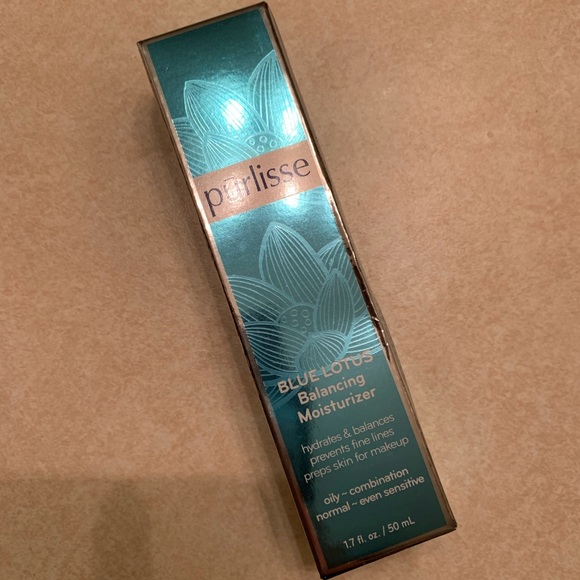 pūrlisse
BLUE LOTUS
Balancing
Moisturizer
hydrates & balances
prevents fine lines
preps skin for makeup
oily ~ combination
normal ~ even sensitive
1.7 fl. oz. / 50 mL